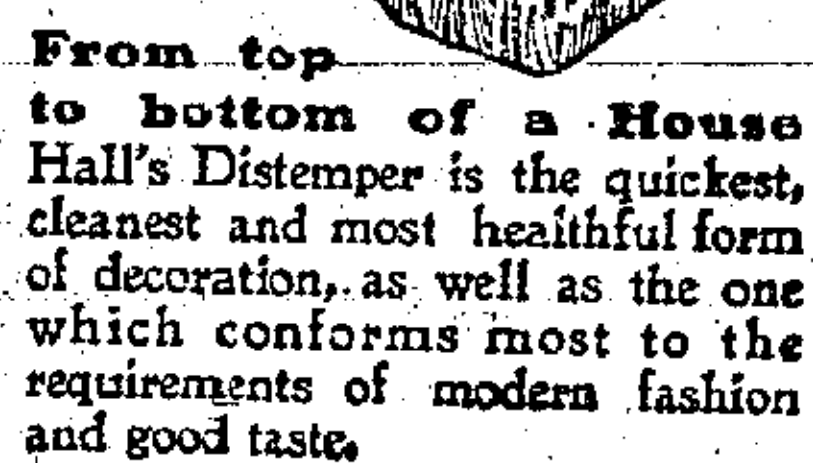 From top
to bottom of a House
Hall's Distemper is the quickest,
cleanest and most healthful form
of decoration, as well as the one
which conforms most to the
requirements of modern fashion
and good taste.